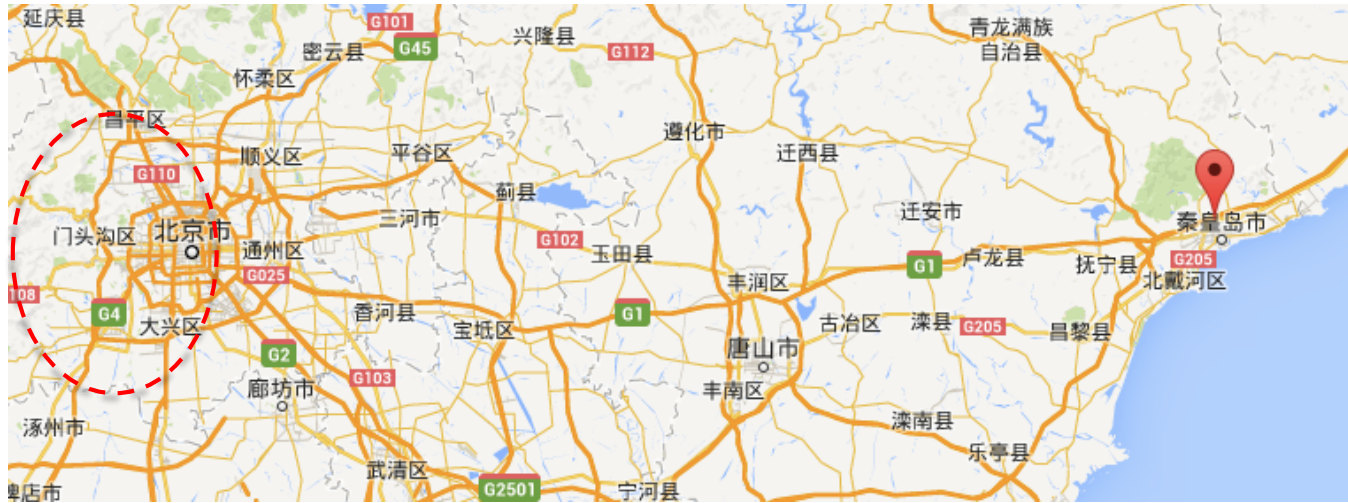 延庆县
G101
G45
密云县
兴隆县
G112
青龙满族
自治县
怀柔区
昌平区
顺义区
平谷区
遵化市
迁西县
G110
蓟县
三河市
迁安市
门头沟区
北京市
通州区
G102
玉田县
秦皇岛市
G025
丰润区
G1
卢龙县
抚宁县
G205
北戴河区
108
G4
大兴区
香河县
宝坻区
G1
古冶区
滦县
G205
昌黎县
G2
唐山市
廊坊市
G103
丰南区
涿州市
滦南县
乐亭县
武清区
G2501
宁河县
店市